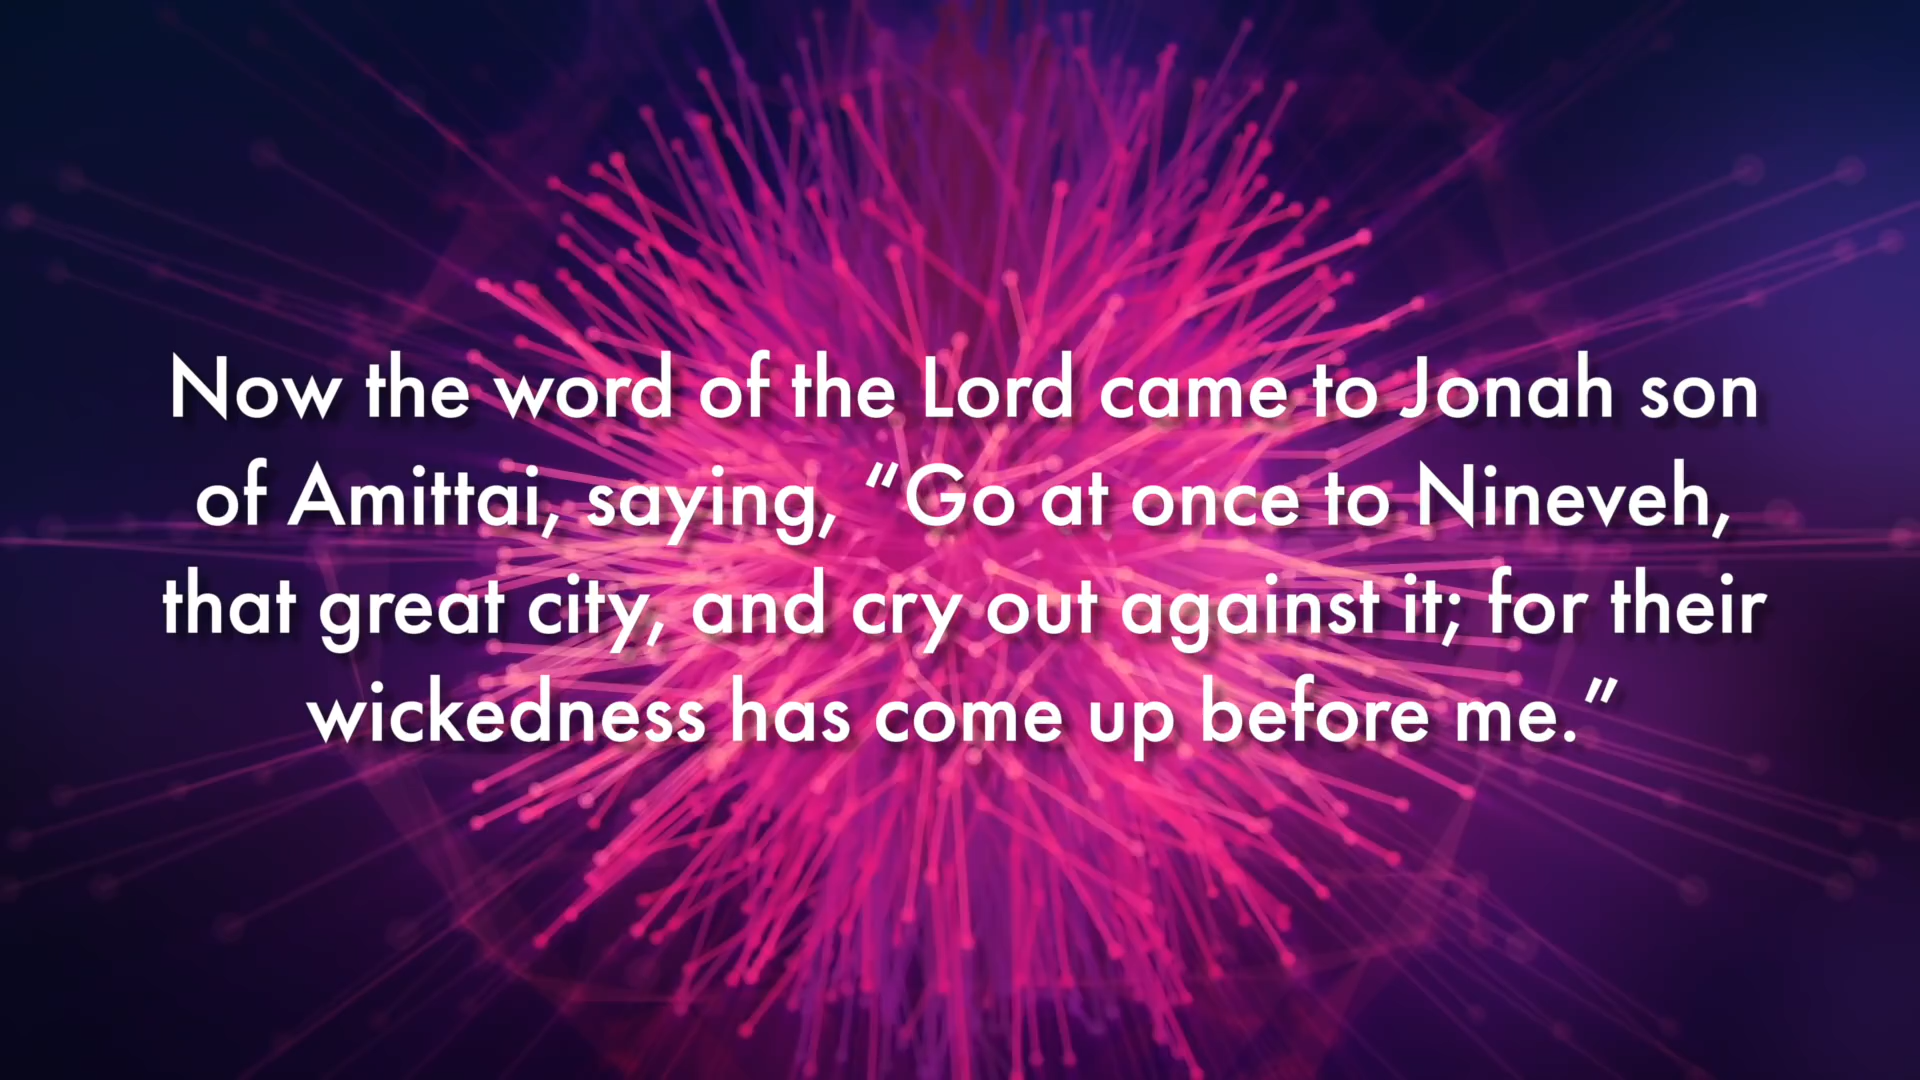 Now the word of the Lord came to Jonah son
of Amittai, saying, “Go at once to Nineveh,
that great city, and cry out against it; for their
wickedness has come up before me.”